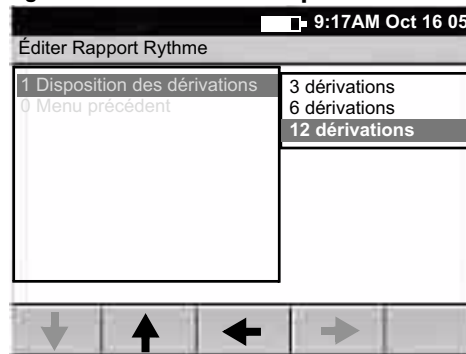 9:17AM Oct 16 05
Éditer Rapport Rythme
1 Disposition des dérivations
0 Menu précédent
3 dérivations
6 dérivations
12 dérivations